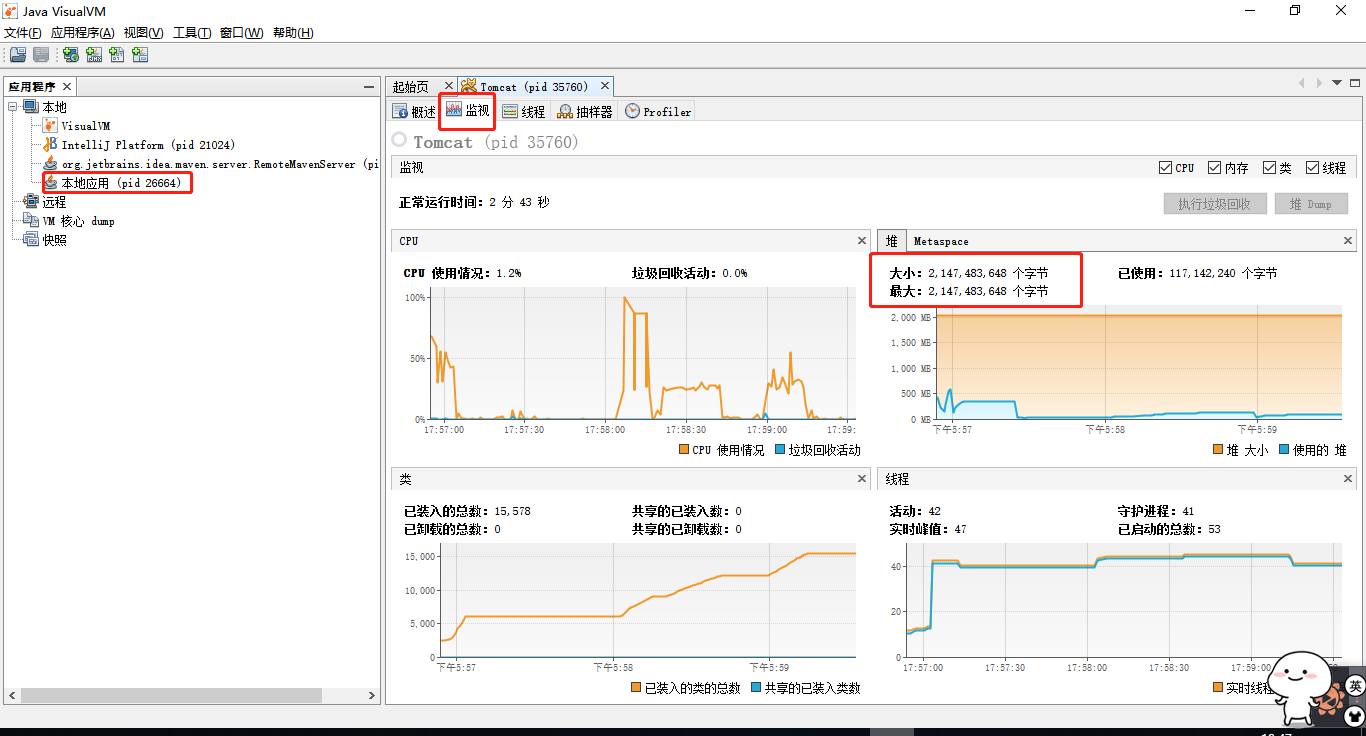 Java VisualVM
文件(F) 应用程序(A) 视图(V) 工具(T) 窗口(W) 帮助(H)
应用程序
本地
VisualVM
IntelliJ Platform (pid 21024)
org.jetbrains.idea.maven.server.RemoteMavenServer (pi
本地应用 (pid 26664)
远程
VM 核心 dump
快照
起始页 Tomcat (pid 35760)
概述 监视 线程 抽样器 Profiler
Tomcat (pid 35760)
监视 CPU 内存 类 线程
正常运行时间: 2 分 43 秒 执行垃圾回收 堆 Dump
CPU
CPU 使用情况: 1.2% 垃圾回收活动: 0.0%
100%
50%
0%
17:57:00 17:57:30 17:58:00 17:58:30 17:59:00 17:59:
CPU 使用情况 垃圾回收活动
堆 Metaspace
大小: 2,147,483,648 个字节 已使用: 117,142,240 个字节
最大: 2,147,483,648 个字节
2,000 MB
1,500 MB
1,000 MB
500 MB
0 MB
下午5:57 下午5:58 下午5:59
堆 大小 使用的 堆
类
已装入的总数: 15,578 共享的已装入数: 0
已卸载的总数: 0 共享的已卸载数: 0
15,000
10,000
5,000
0
下午5:57 下午5:58 下午5:59
已装入的类的总数 共享的已装入类数
线程
活动: 42 守护进程: 41
实时峰值: 47 已启动的总数: 53
40
20
0
17:57:00 17:57:30 17:58:00 17:58:30 17:59:00
实时线程
英